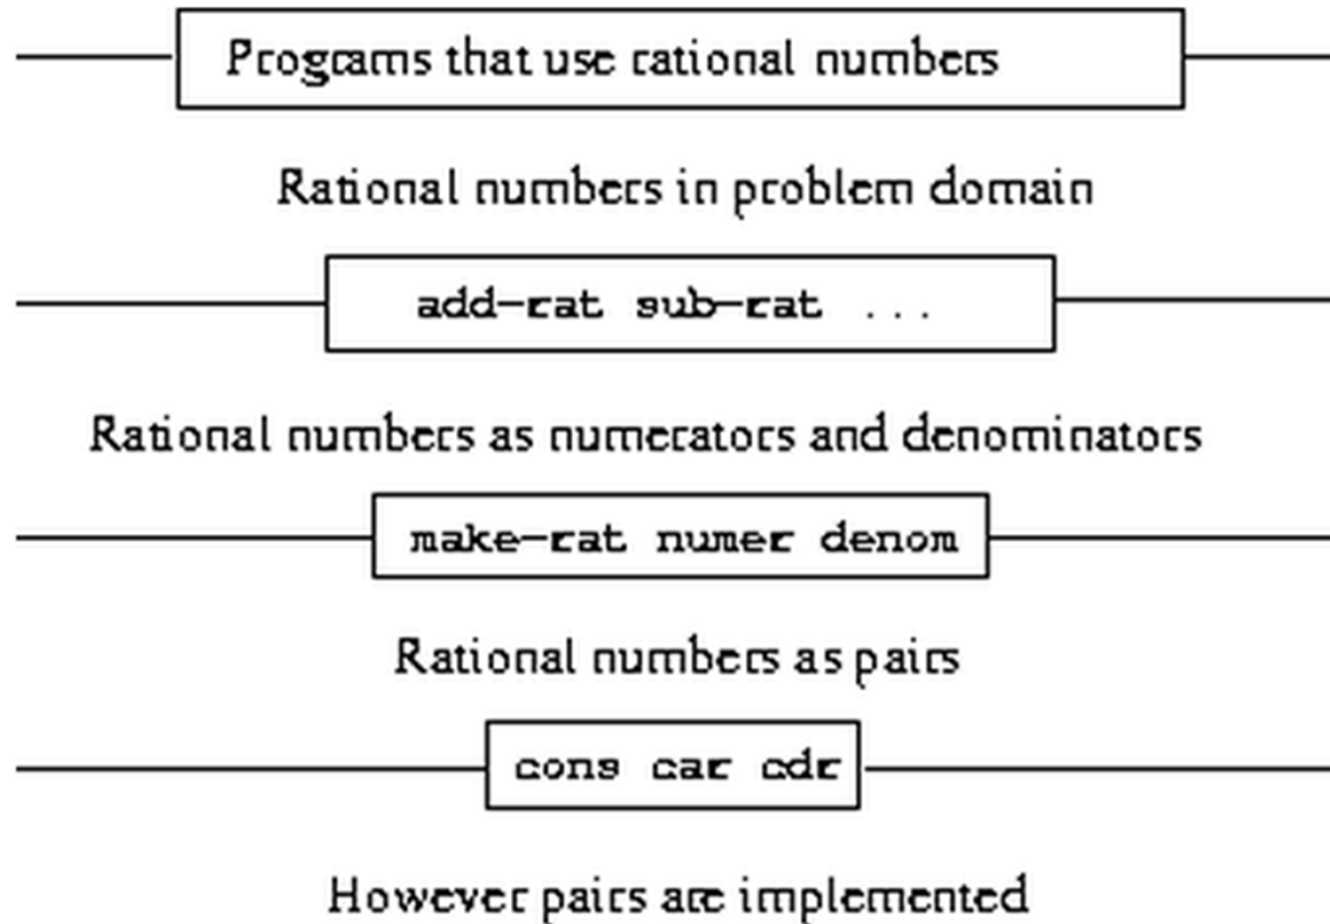 Programs that use rational numbers
Rational numbers in problem domain
add-rat sub-rat ...
Rational numbers as numerators and denominators
make-rat numer denom
Rational numbers as pairs
cons car cdr
However pairs are implemented